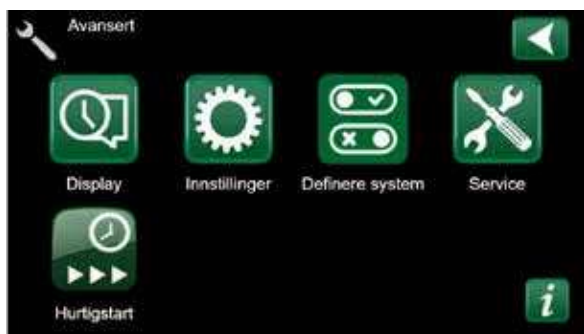 Avansert
Display
Innstillinger
Definere system
Service
Hurtigstart
i